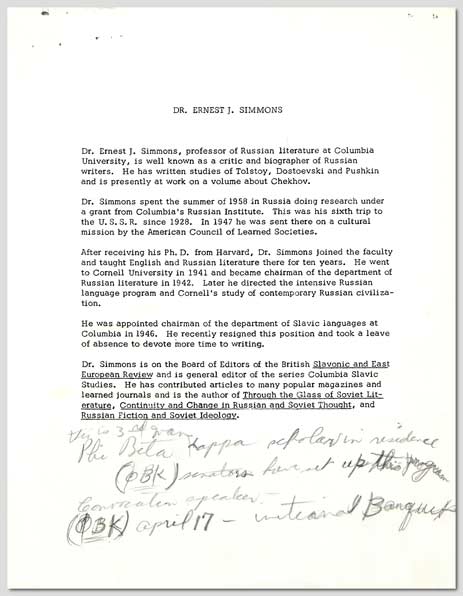 DR. ERNEST J. SIMMONS
Dr. Ernest J. Simmons, professor of Russian literature at Columbia
University, is well known as a critic and biographer of Russian
writers. He has written studies of Tolstoy, Dostoevski and Pushkin
and is presently at work on a volume about Chekhov.
Dr. Simmons spent the summer of 1958 in Russia doing research under
a grant from Columbia's Russian Institute. This was his sixth trip to
the U.S.S.R. since 1928. In 1947 he was sent there on a cultural
mission by the American Council of Learned Societies.
After receiving his Ph.D. from Harvard, Dr. Simmons joined the faculty
and taught English and Russian literature there for ten years. He went
to Cornell University in 1941 and became chairman of the department of
Russian literature in 1942. Later he directed the intensive Russian
language program and Cornell's study of contemporary Russian civiliza-
tion.
He was appointed chairman of the department of Slavic languages at
Columbia in 1946. He recently resigned this position and took a leave
of absence to devote more time to writing.
Dr. Simmons is on the Board of Editors of the British Slavonic and East
European Review and is general editor of the series Columbia Slavic
Studies. He has contributed articles to many popular magazines and
learned journals and is the author of Through the Glass of Soviet Lit-
erature, Continuity and Change in Russian and Soviet Thought, and
Russian Fiction and Soviet Ideology.
is 3rd
Phi Beta Kappa scholar in residence
(ΦBK) senators have set up this program
Convocation speaker -
(ΦBK) april 17 - initional Banquet